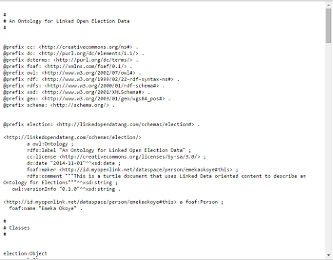 #
# An Ontology for Linked Open Election Data
#
@prefix cc: <http://creativecommons.org/ns#> .
@prefix dc: <http://purl.org/dc/elements/1.1/> .
@prefix dcterms: <http://purl.org/dc/terms/> .
@prefix foaf: <http://xmlns.com/foaf/0.1/> .
@prefix owl: <http://www.w3.org/2002/07/owl#> .
@prefix rdf: <http://www.w3.org/1999/02/22-rdf-syntax-ns#> .
@prefix rdfs: <http://www.w3.org/2000/01/rdf-schema#> .
@prefix xsd: <http://www.w3.org/2001/XMLSchema#> .
@prefix geo: <http://www.w3.org/2003/01/geo/wgs84_pos#> .
@prefix schema: <http://schema.org/> .
@prefix election: <http://linkedopendatang.com/schemas/election#> .
<http://linkedopendatang.com/schemas/election/>
a owl:Ontology ;
rdfs:label "An Ontology for Linked Open Election Data" ;
cc:license <http://creativecommons.org/licenses/by-sa/3.0/> ;
dc:date "2014-11-01"^^xsd:date ;
foaf:maker <http://id.myopenlink.net/dataspace/person/emekaokoye#this> ;
rdfs:comment """This is a turtle document that uses Linked Data oriented content to describe an
Ontology for Elections"""^^xsd:string ;
owl:versionInfo "0.1.0"^^xsd:string .
<http://id.myopenlink.net/dataspace/person/emekaokoye#this> a foaf:Person ;
foaf:name "Emeka Okoye" .
#
# Classes
#
election:Object